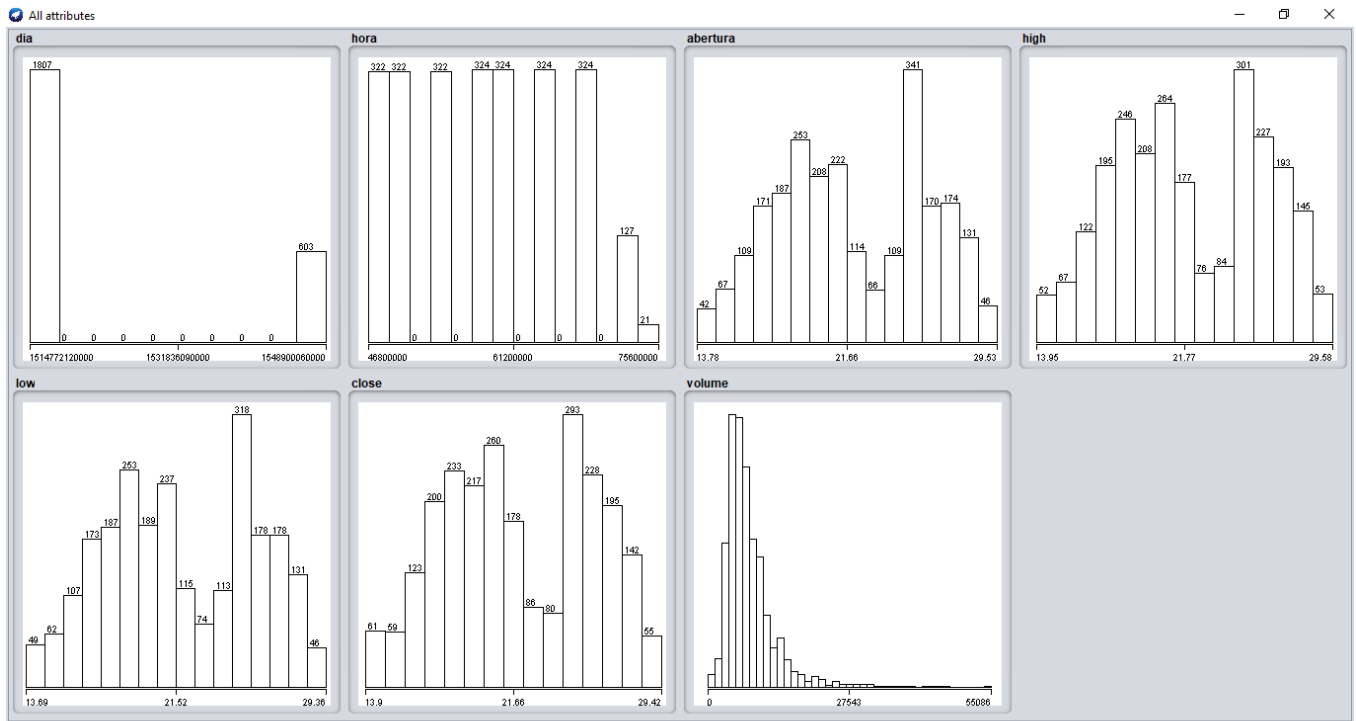 All attributes
dia
1807
0 0 0 0 0 0 0 0
603
1514772120000 1531836090000 1548900060000
hora
322 322 0 322 0 324 324 0 324 0 324 0 127 21
46800000 61200000 75600000
abertura
42 67 109 171 187 253 208 222 114 66 109 341 170 174 131 46
13.78 21.66 29.53
high
52 67 122 195 246 208 264 177 76 84 301 227 193 145 53
13.95 21.77 29.58
low
49 62 107 173 187 253 189 237 115 74 113 318 178 178 131 46
13.69 21.52 29.36
close
61 59 123 200 233 217 260 178 86 80 293 228 195 142 55
13.9 21.66 29.42
volume
0 27543 55086